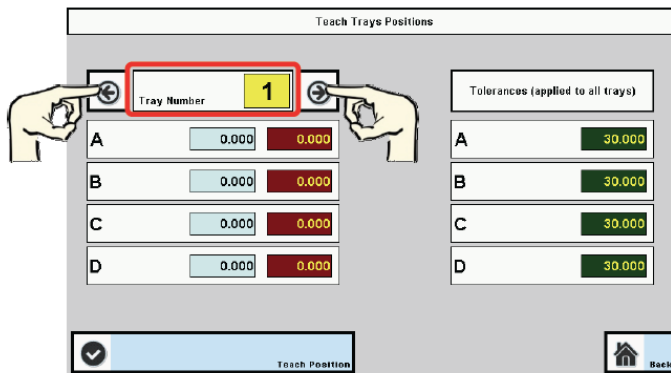 Teach Trays Positions
Tray Number 1
Tolerances (applied to all trays)
A 0.000 0.000
A 30.000
B 0.000 0.000
B 30.000
C 0.000 0.000
C 30.000
D 0.000 0.000
D 30.000
Teach Position
Back